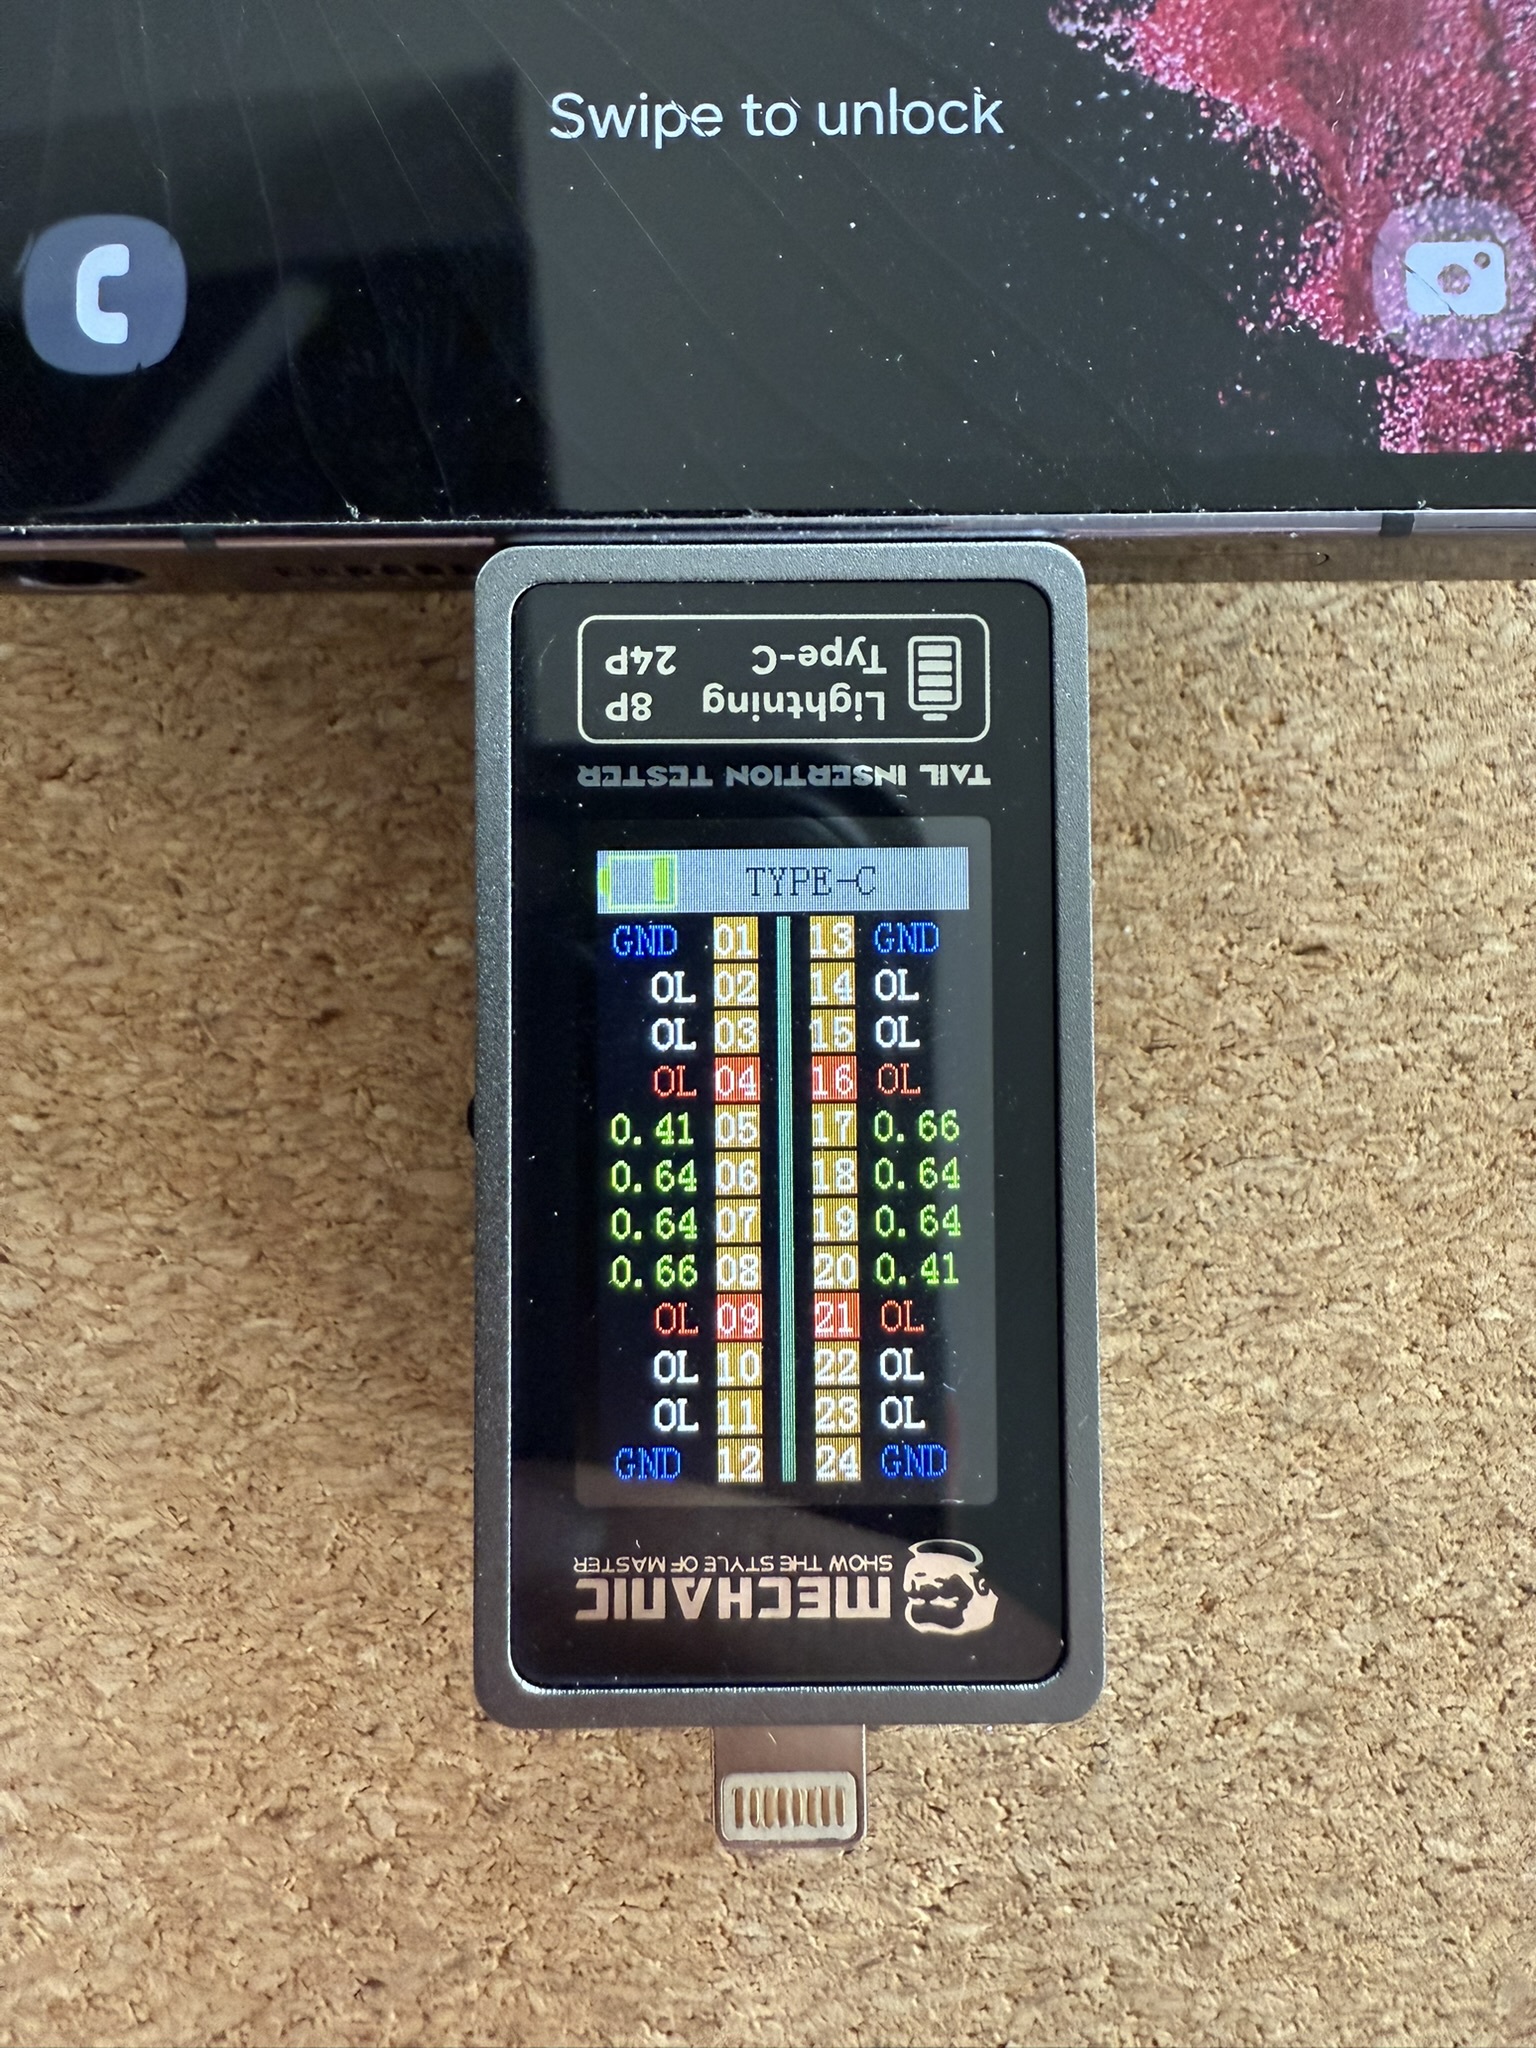 Swipe to unlock
Lightning 8P
Type-C 24P
TAIL INSERTION TESTER
TYPE-C
GND 01 13 GND
OL 02 14 OL
OL 03 15 OL
OL 04 16 OL
0.41 05 17 0.66
0.64 06 18 0.64
0.64 07 19 0.64
0.66 08 20 0.41
OL 09 21 OL
OL 10 22 OL
OL 11 23 OL
GND 12 24 GND
MECHANIC
SHOW THE STYLE OF MASTER